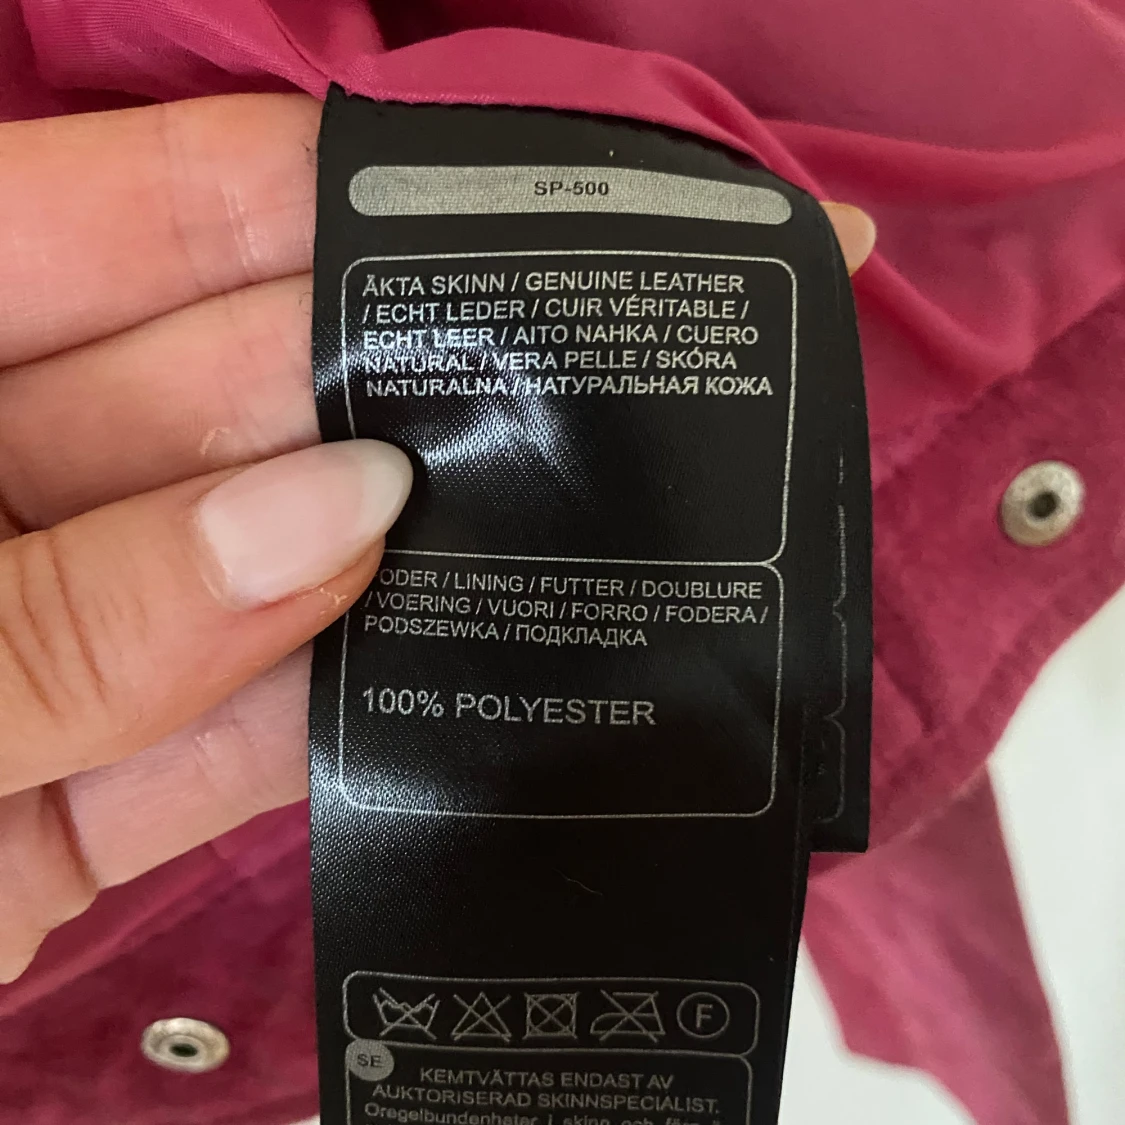 SP-500
ÄKTA SKINN / GENUINE LEATHER
/ ECHT LEDER / CUIR VÉRITABLE /
ECHT LEER / AITO NAHKA / CUERO
NATURAL / VERA PELLE / SKÓRA
NATURALNA / НАТУРАЛЬНАЯ КОЖА
FODER / LINING / FUTTER / DOUBLURE
/ VOERING / VUORI / FORRO / FODERA /
PODSZEWKA / ПОДКЛАДКА
100% POLYESTER
F
SE
KEMTVÄTTAS ENDAST AV
AUKTORISERAD SKINNSPECIALIST.
Oregelbundenheter i skinn och färg ä